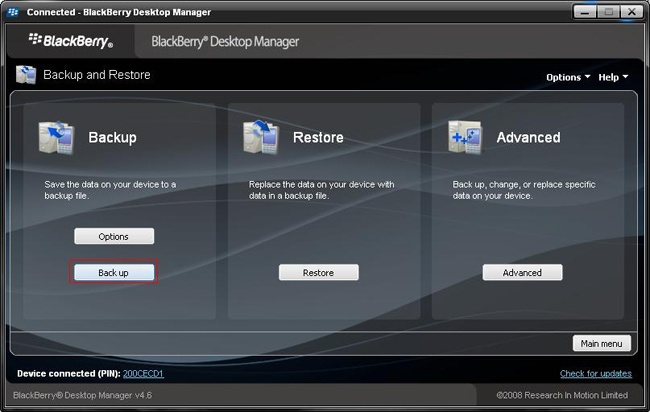 Connected - BlackBerry Desktop Manager
BlackBerry® BlackBerry® Desktop Manager
Backup and Restore
Options Help
Backup
Save the data on your device to a
backup file.
Options
Back up
Restore
Replace the data on your device with
data in a backup file.
Restore
Advanced
Back up, change, or replace specific
data on your device.
Advanced
Main menu
Device connected (PIN): 200CECD1
Check for updates
BlackBerry® Desktop Manager v4.6
©2008 Research In Motion Limited